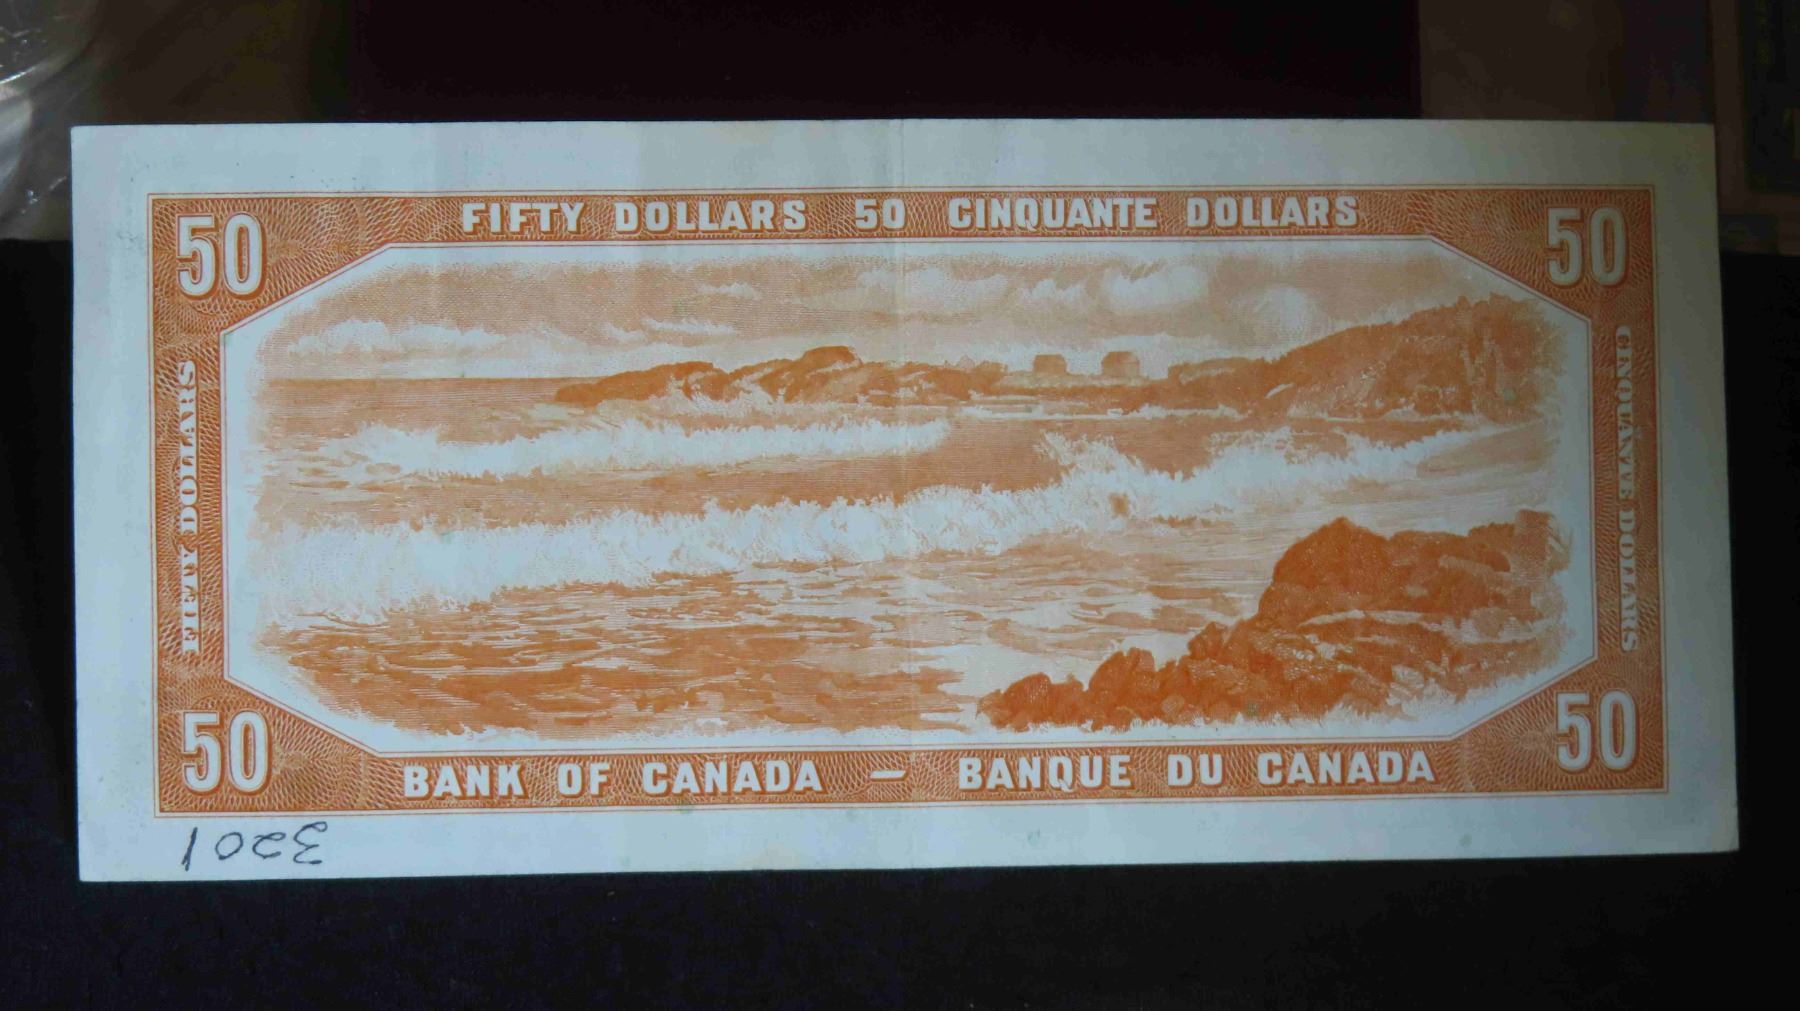 50
FIFTY DOLLARS 50 CINQUANTE DOLLARS
50
FIFTY DOLLARS
CINQUANTE DOLLARS
50
BANK OF CANADA — BANQUE DU CANADA
50
3201